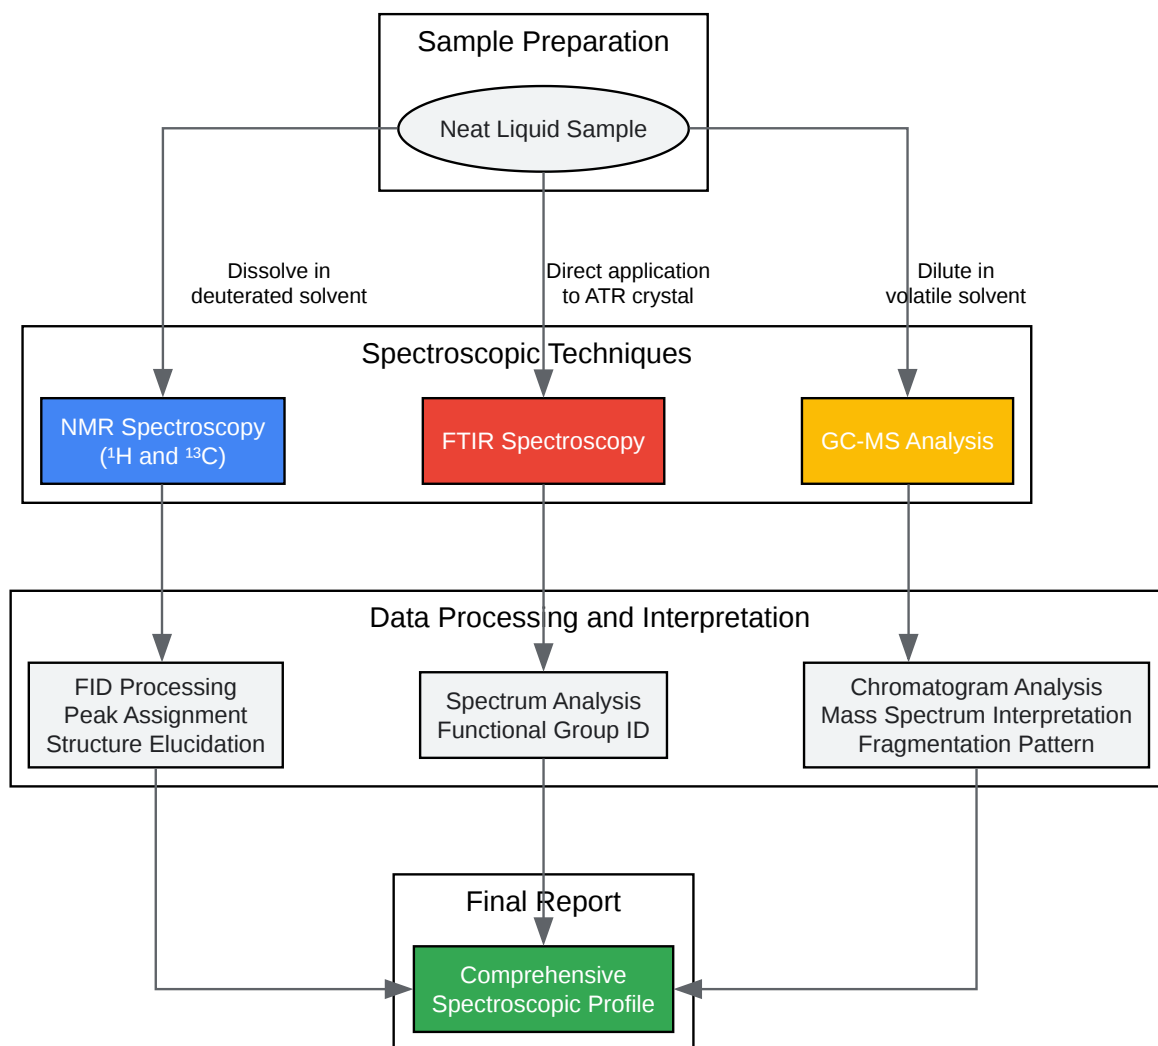 Sample Preparation
Neat Liquid Sample
Dissolve in
deuterated solvent
Direct application
to ATR crystal
Dilute in
volatile solvent
Spectroscopic Techniques
NMR Spectroscopy
(¹H and ¹³C)
FTIR Spectroscopy
GC-MS Analysis
Data Processing and Interpretation
FID Processing
Peak Assignment
Structure Elucidation
Spectrum Analysis
Functional Group ID
Chromatogram Analysis
Mass Spectrum Interpretation
Fragmentation Pattern
Final Report
Comprehensive
Spectroscopic Profile